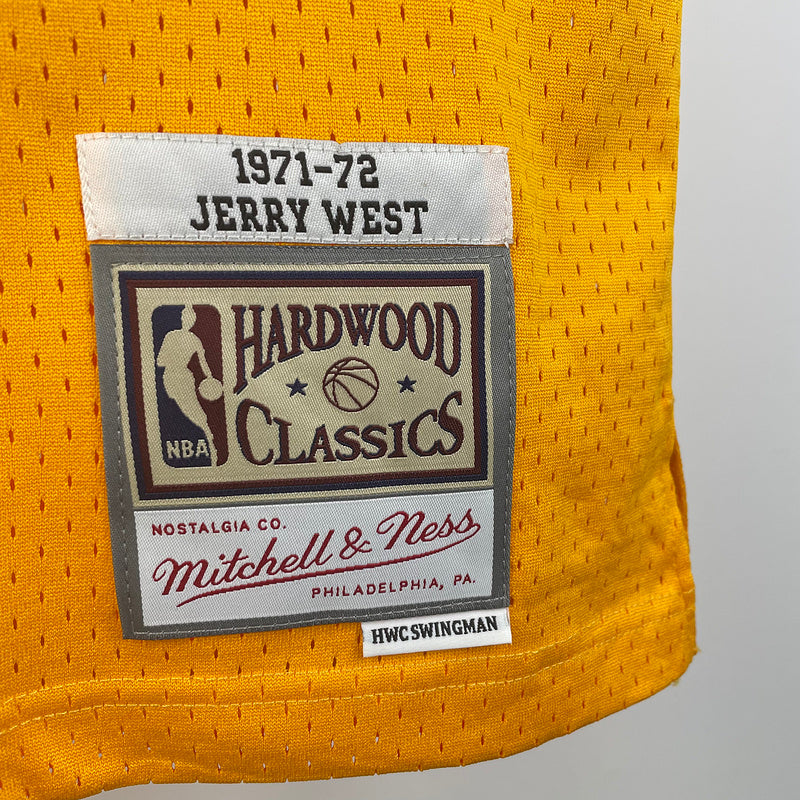 1971-72
JERRY WEST
HARDWOOD
CLASSICS
NBA
NOSTALGIA CO.
Mitchell & Ness
PHILADELPHIA, PA.
HWC SWINGMAN